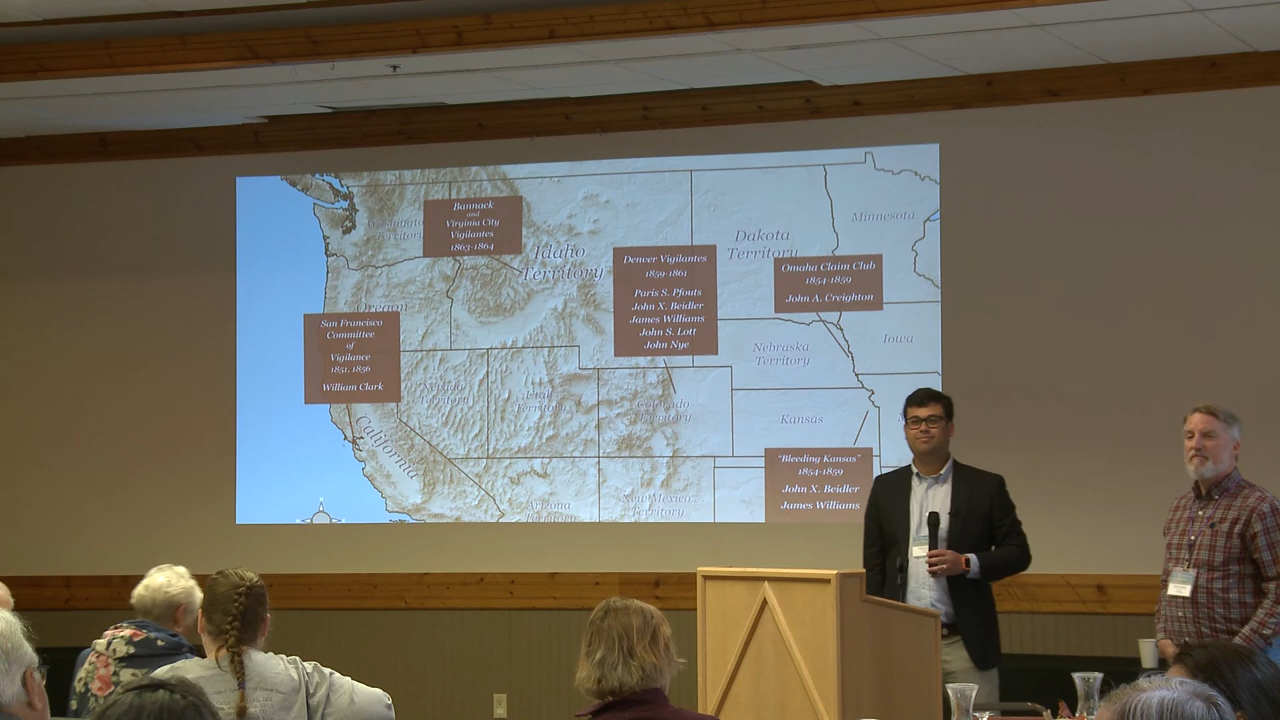 Washington
Territory
Bannack
and
Virginia City
Vigilantes
1863-1864
Idaho
Territory
Dakota
Territory
Minnesota
Denver Vigilantes
1859-1861
Paris S. Pfouts
John X. Beidler
James Williams
John S. Lott
John Nye
Omaha Claim Club
1854-1859
John A. Creighton
Oregon
San Francisco
Committee
of
Vigilance
1851, 1856
William Clark
Nebraska
Territory
Iowa
Nevada
Territory
Utah
Territory
Colorado
Territory
Kansas
California
"Bleeding Kansas"
1854-1859
John X. Beidler
James Williams
Arizona
Territory
New Mexico
Territory